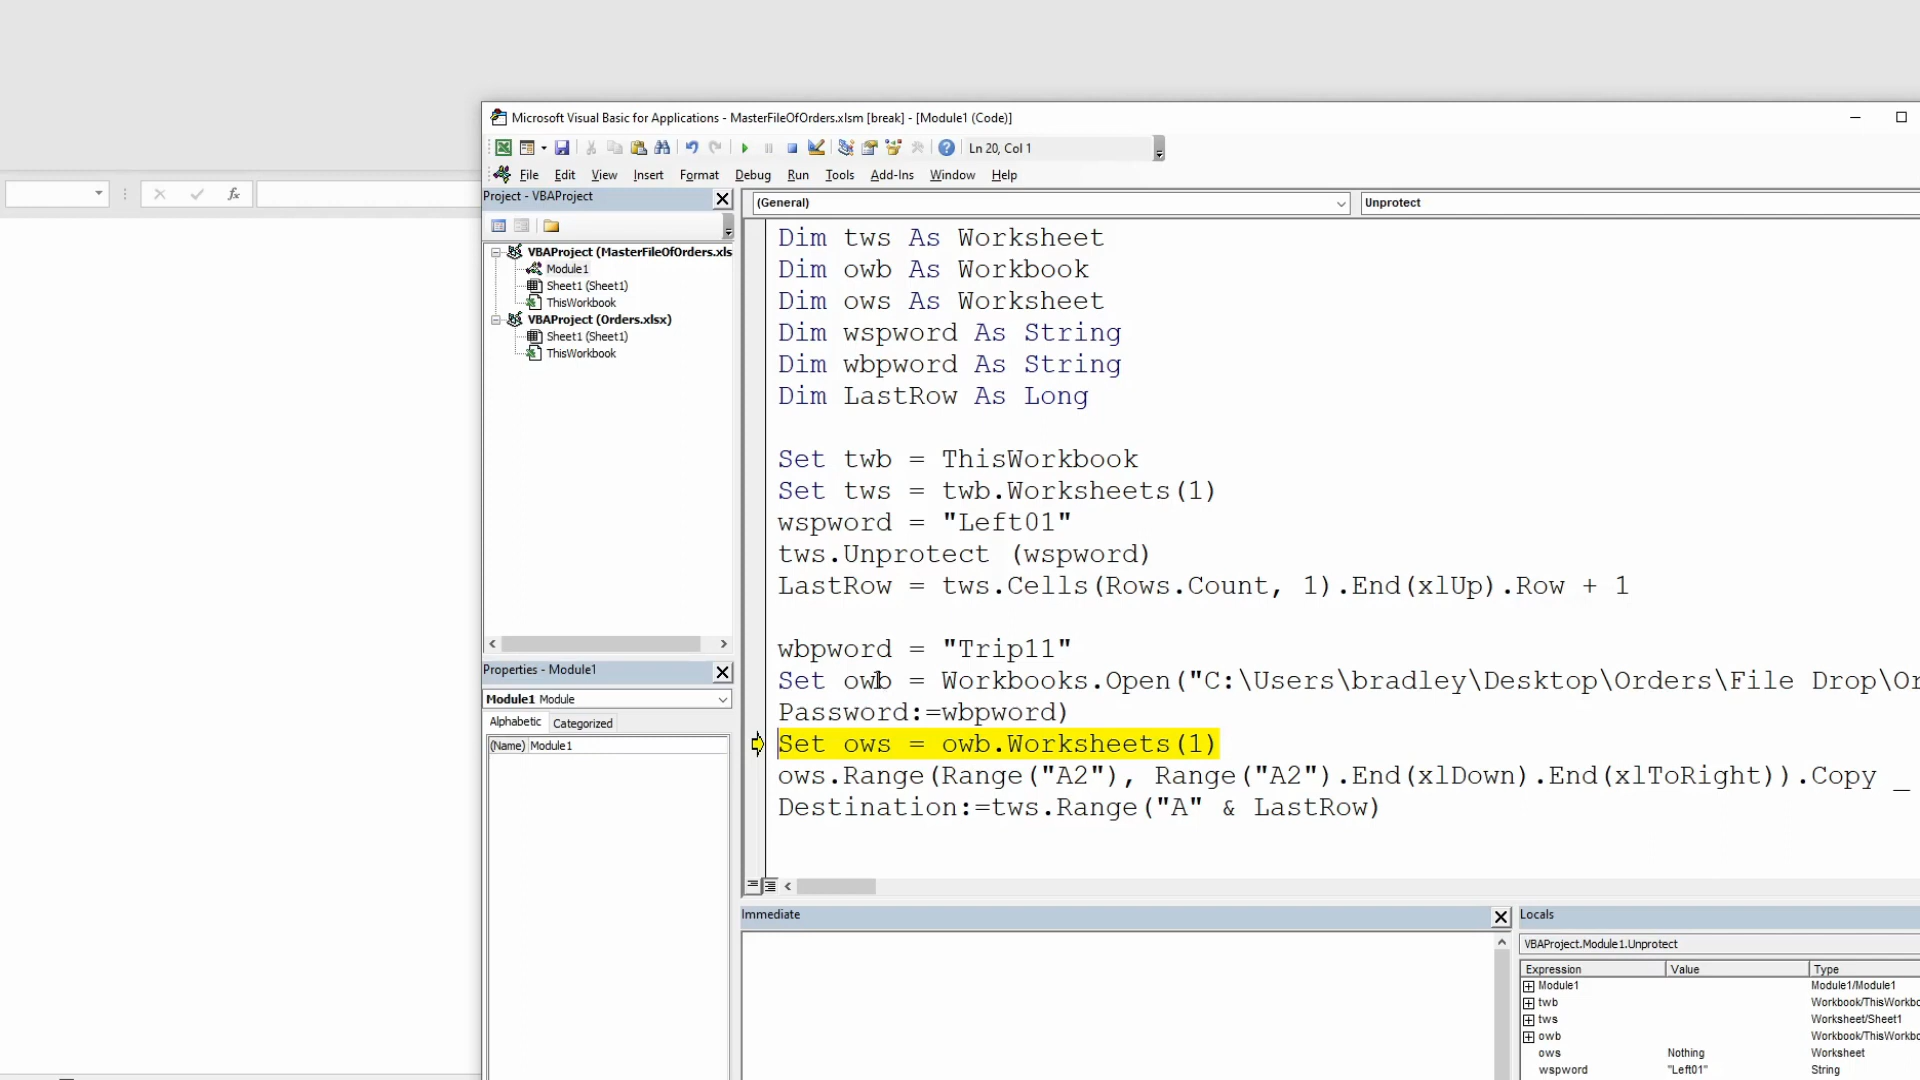 Microsoft Visual Basic for Applications - MasterFileOfOrders.xlsm [break] - [Module1 (Code)]
Ln 20, Col 1
File Edit View Insert Format Debug Run Tools Add-Ins Window Help
fx
Project - VBAProject
(General)
Unprotect
VBAProject (MasterFileOfOrders.xls
Module1
Sheet1 (Sheet1)
ThisWorkbook
VBAProject (Orders.xlsx)
Sheet1 (Sheet1)
ThisWorkbook
Dim tws As Worksheet
Dim owb As Workbook
Dim ows As Worksheet
Dim wspword As String
Dim wbpword As String
Dim LastRow As Long
Set twb = ThisWorkbook
Set tws = twb.Worksheets(1)
wspword = "Left01"
tws.Unprotect (wspword)
LastRow = tws.Cells(Rows.Count, 1).End(xlUp).Row + 1
wbpword = "Trip11"
Set owb = Workbooks.Open("C:\Users\bradley\Desktop\Orders\File Drop\Or
Password:=wbpword)
Set ows = owb.Worksheets(1)
ows.Range(Range("A2"), Range("A2").End(xlDown).End(xlToRight)).Copy _
Destination:=tws.Range("A" & LastRow)
Properties - Module1
Module1 Module
Alphabetic Categorized
(Name) Module1
Immediate
Locals
VBAProject.Module1.Unprotect
Expression Value Type
Module1 Module1/Module1
twb Workbook/ThisWorkbo
tws Worksheet/Sheet1
owb Workbook/ThisWorkbo
ows Nothing Worksheet
wspword "Left01" String